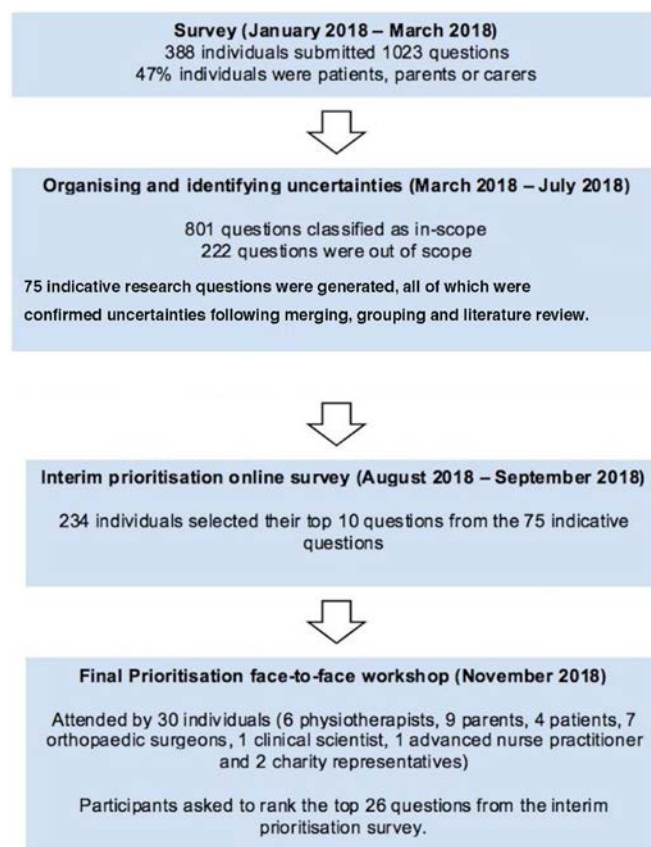 Survey (January 2018 – March 2018)
388 individuals submitted 1023 questions
47% individuals were patients, parents or carers
Organising and identifying uncertainties (March 2018 – July 2018)
801 questions classified as in-scope
222 questions were out of scope
75 indicative research questions were generated, all of which were
confirmed uncertainties following merging, grouping and literature review.
Interim prioritisation online survey (August 2018 – September 2018)
234 individuals selected their top 10 questions from the 75 indicative
questions
Final Prioritisation face-to-face workshop (November 2018)
Attended by 30 individuals (6 physiotherapists, 9 parents, 4 patients, 7
orthopaedic surgeons, 1 clinical scientist, 1 advanced nurse practitioner
and 2 charity representatives)
Participants asked to rank the top 26 questions from the interim
prioritisation survey.